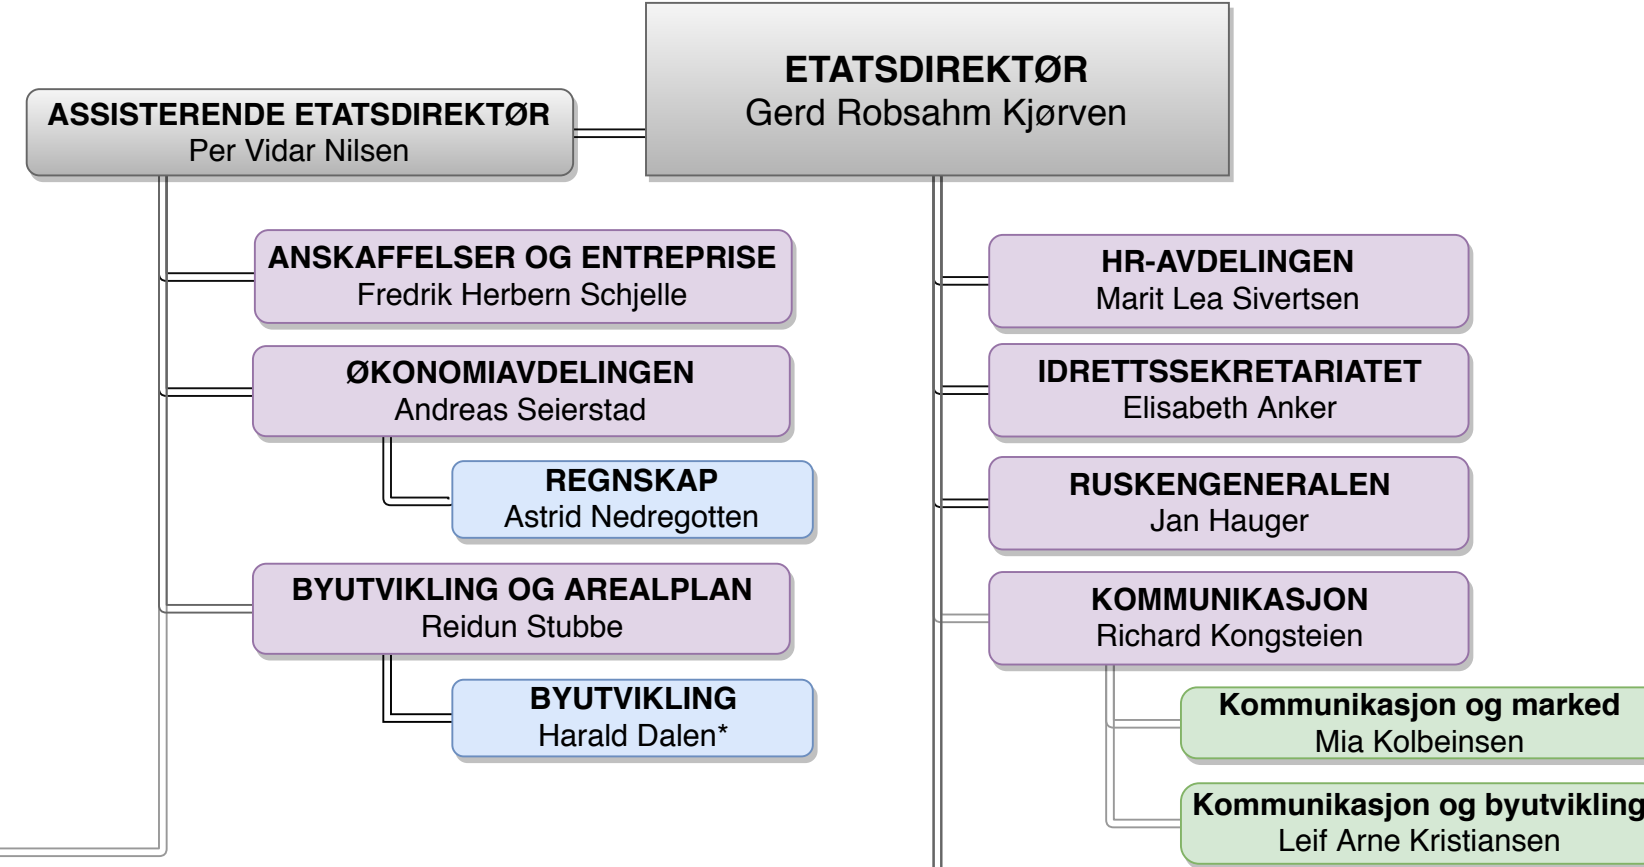 ETATSDIREKTØR
Gerd Robsahm Kjørven
ASSISTERENDE ETATSDIREKTØR
Per Vidar Nilsen
ANSKAFFELSER OG ENTREPRISE
Fredrik Herbern Schjelle
ØKONOMIAVDELINGEN
Andreas Seierstad
REGNSKAP
Astrid Nedregotten
BYUTVIKLING OG AREALPLAN
Reidun Stubbe
BYUTVIKLING
Harald Dalen*
HR-AVDELINGEN
Marit Lea Sivertsen
IDRETTSSEKRETARIATET
Elisabeth Anker
RUSKENGENERALEN
Jan Hauger
KOMMUNIKASJON
Richard Kongsteien
Kommunikasjon og marked
Mia Kolbeinsen
Kommunikasjon og byutvikling
Leif Arne Kristiansen